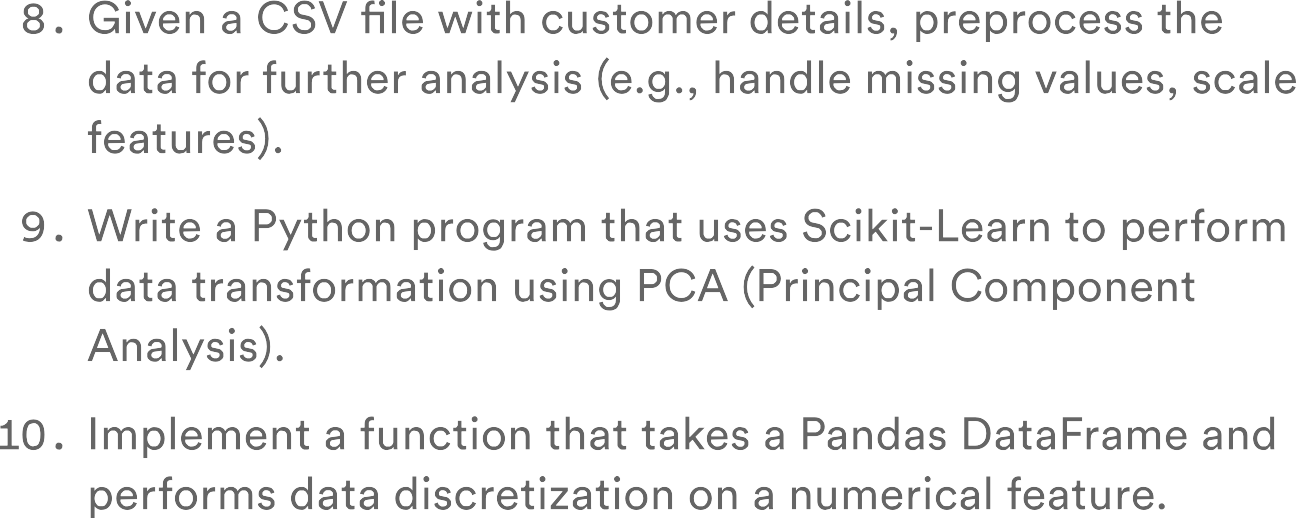 8. Given a CSV file with customer details, preprocess the
data for further analysis (e.g., handle missing values, scale
features).
9. Write a Python program that uses Scikit-Learn to perform
data transformation using PCA (Principal Component
Analysis).
10. Implement a function that takes a Pandas DataFrame and
performs data discretization on a numerical feature.